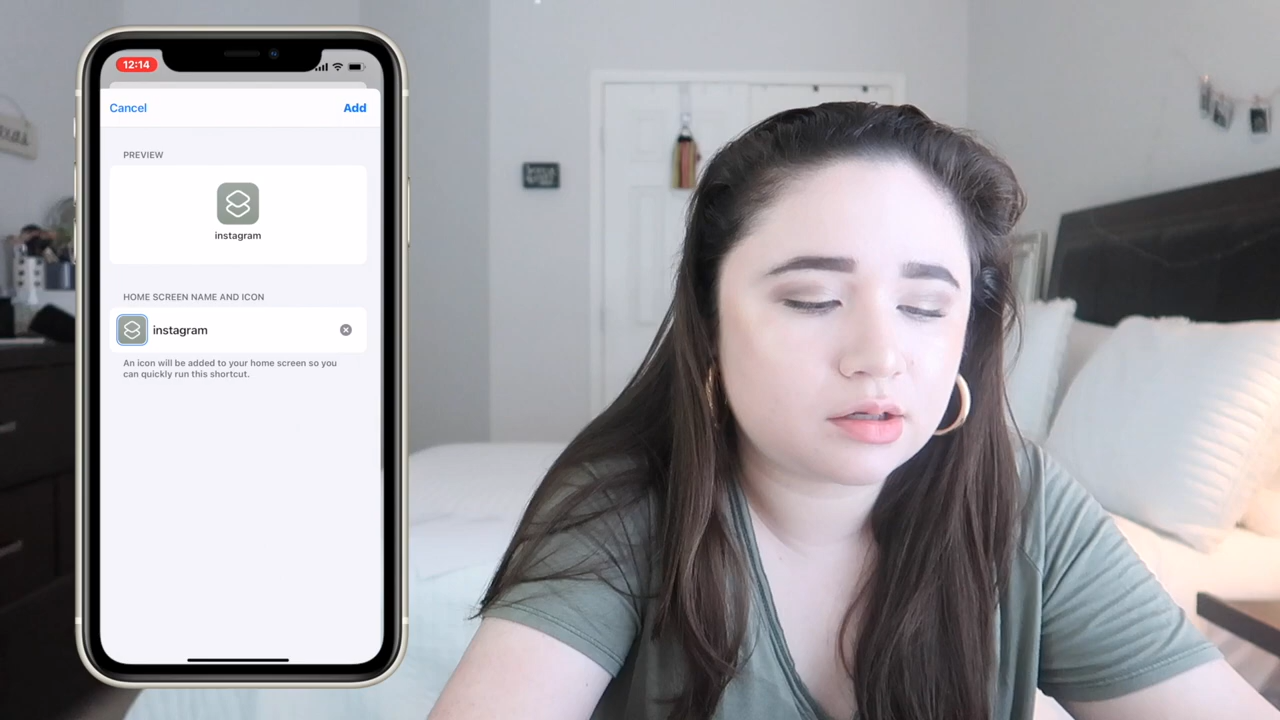 12:14
Cancel
Add
PREVIEW
instagram
HOME SCREEN NAME AND ICON
instagram
An icon will be added to your home screen so you
can quickly run this shortcut.